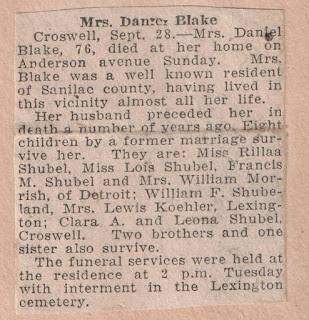 Mrs. Daniel Blake
Croswell, Sept. 28.—Mrs. Daniel
Blake, 76, died at her home on
Anderson avenue Sunday. Mrs.
Blake was a well known resident
of Sanilac county, having lived in
this vicinity almost all her life.
Her husband preceded her in
death a number of years ago. Eight
children by a former marriage sur-
vive her. They are: Miss Rillaa
Shubel, Miss Lois Shubel, Francis
M. Shubel and Mrs. William Mor-
rish, of Detroit; William F. Shube-
land, Mrs. Lewis Koehler, Lexing-
ton; Clara A. and Leona Shubel,
Croswell. Two brothers and one
sister also survive.
The funeral services were held at
the residence at 2 p.m. Tuesday
with interment in the Lexington
cemetery.